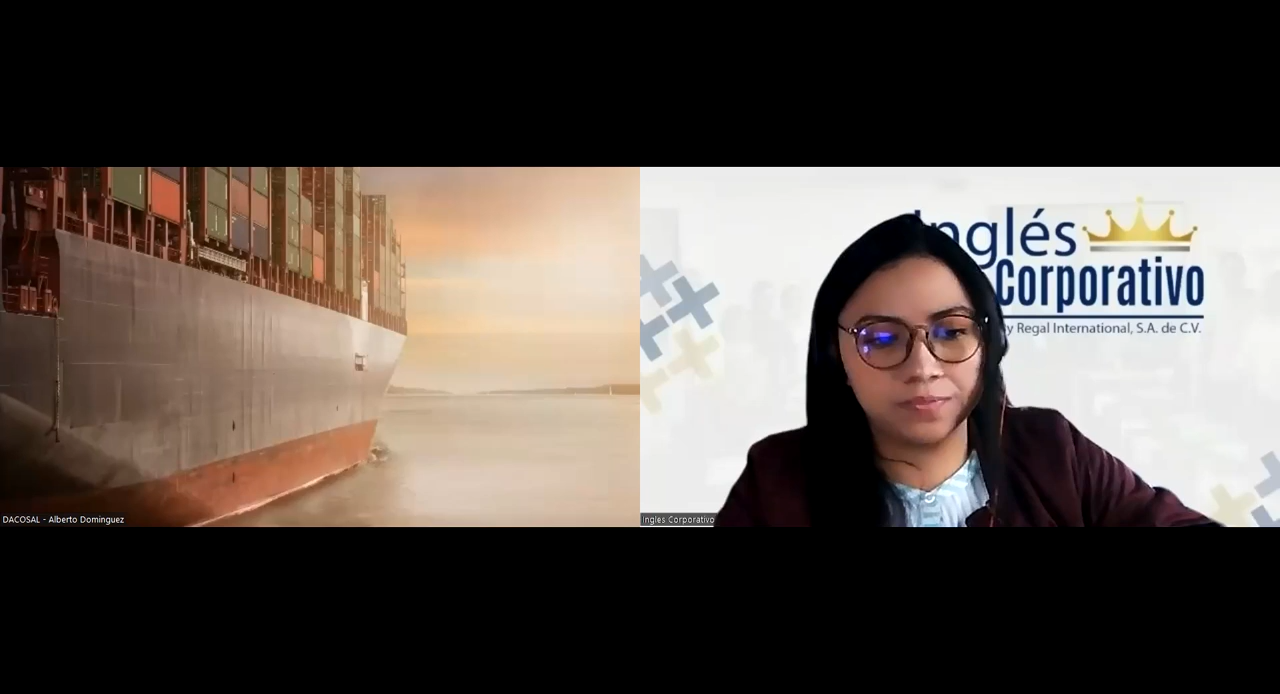 DACOSAL - Alberto Dominguez
Inglés
Corporativo
y Regal International, S.A. de C.V.
Ingles Corporativo